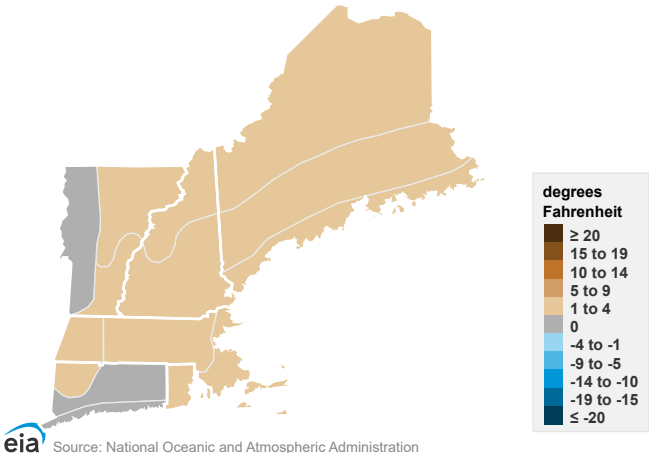 degrees
Fahrenheit
≥ 20
15 to 19
10 to 14
5 to 9
1 to 4
0
-4 to -1
-9 to -5
-14 to -10
-19 to -15
≤ -20
eia Source: National Oceanic and Atmospheric Administration